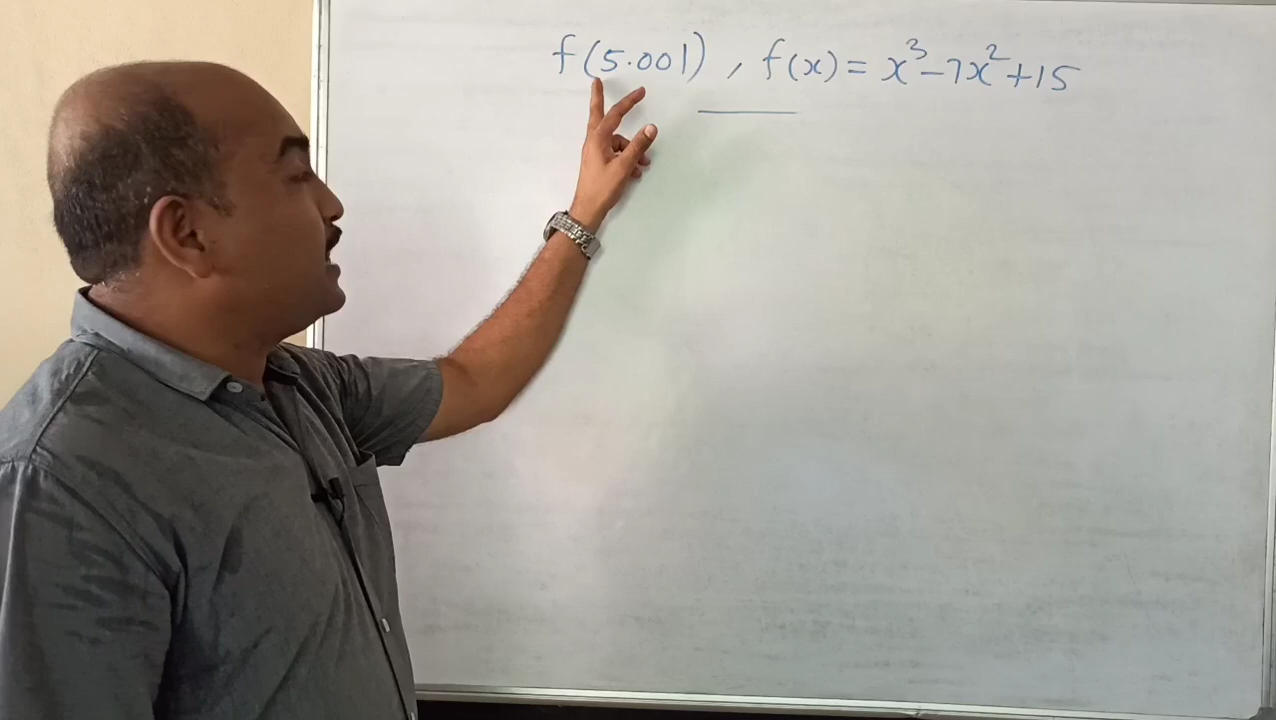 f(5.001) , f(x) = x³ - 7x² + 15